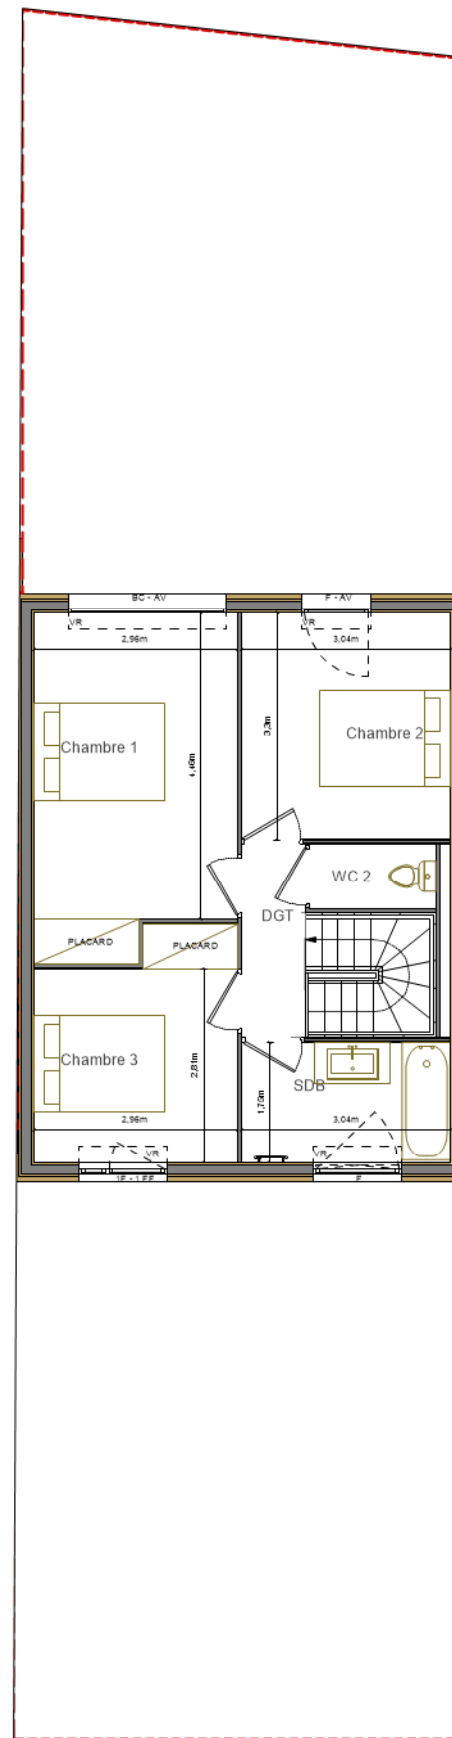 BC - AV
F - AV
VR
VR
2,96m
3,04m
3,3m
Chambre 2
Chambre 1
4,46m
WC 2
DGT
PLACARD
PLACARD
Chambre 3
2,81m
SDB
1,75m
2,96m
3,04m
VR
VR
F